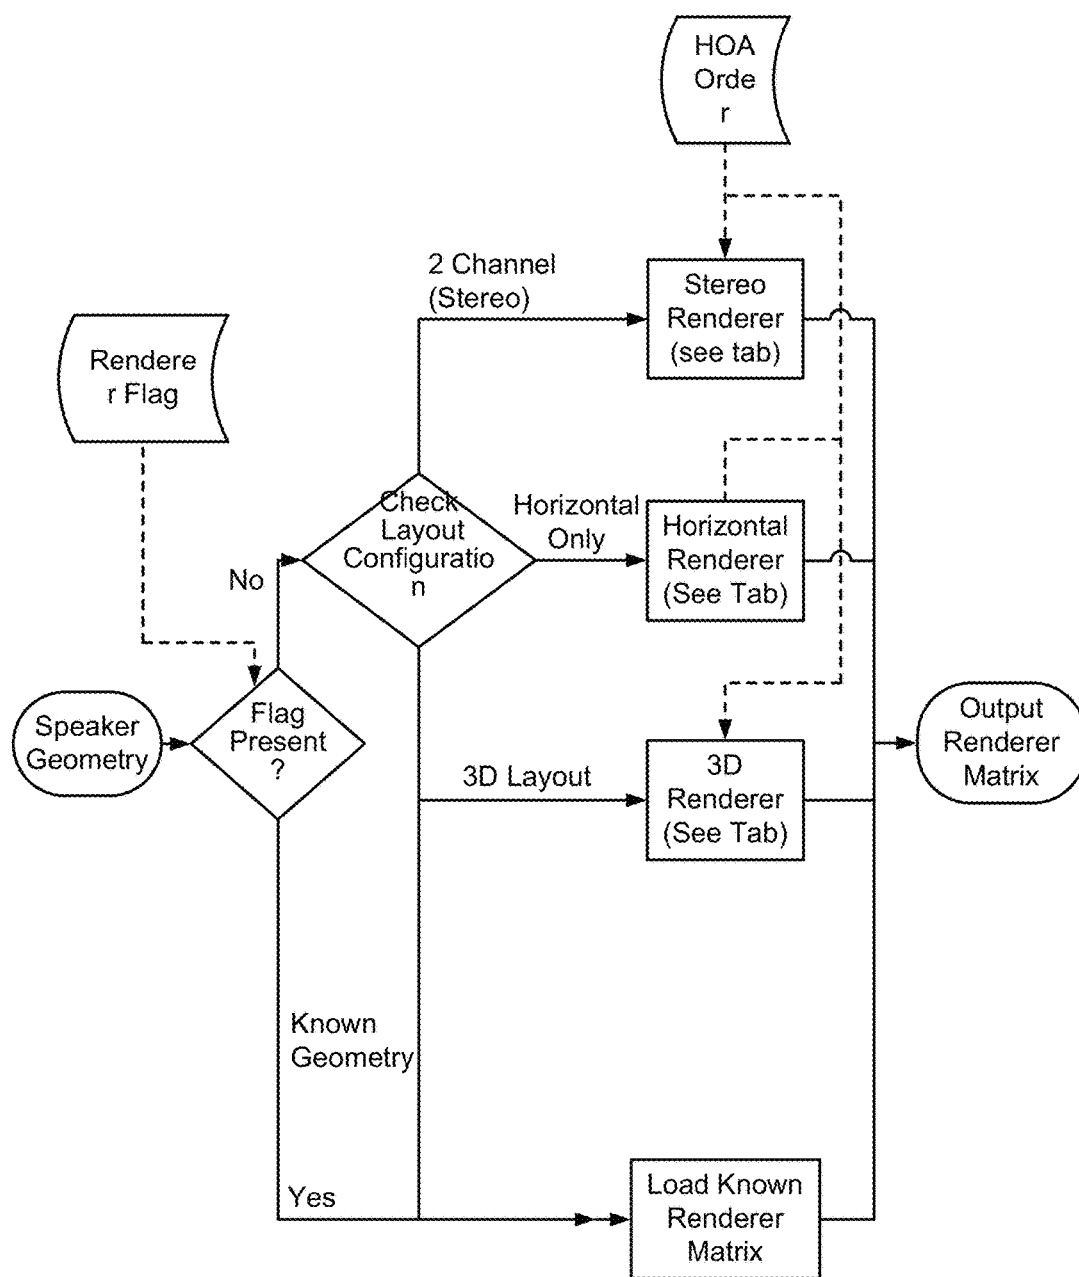 HOA
Orde
r
2 Channel
(Stereo)
Stereo
Renderer
(see tab)
Rendere
r Flag
Check
Layout
Configuratio
n
Horizontal
Only
Horizontal
Renderer
(See Tab)
No
Speaker
Geometry
Flag
Present
?
3D Layout
3D
Renderer
(See Tab)
Output
Renderer
Matrix
Known
Geometry
Yes
Load Known
Renderer
Matrix